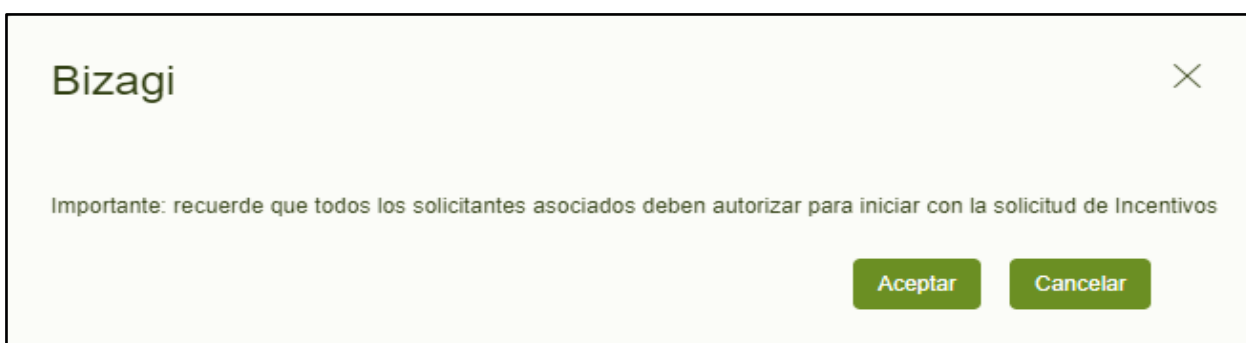 Bizagi
Importante: recuerde que todos los solicitantes asociados deben autorizar para iniciar con la solicitud de Incentivos
Aceptar Cancelar